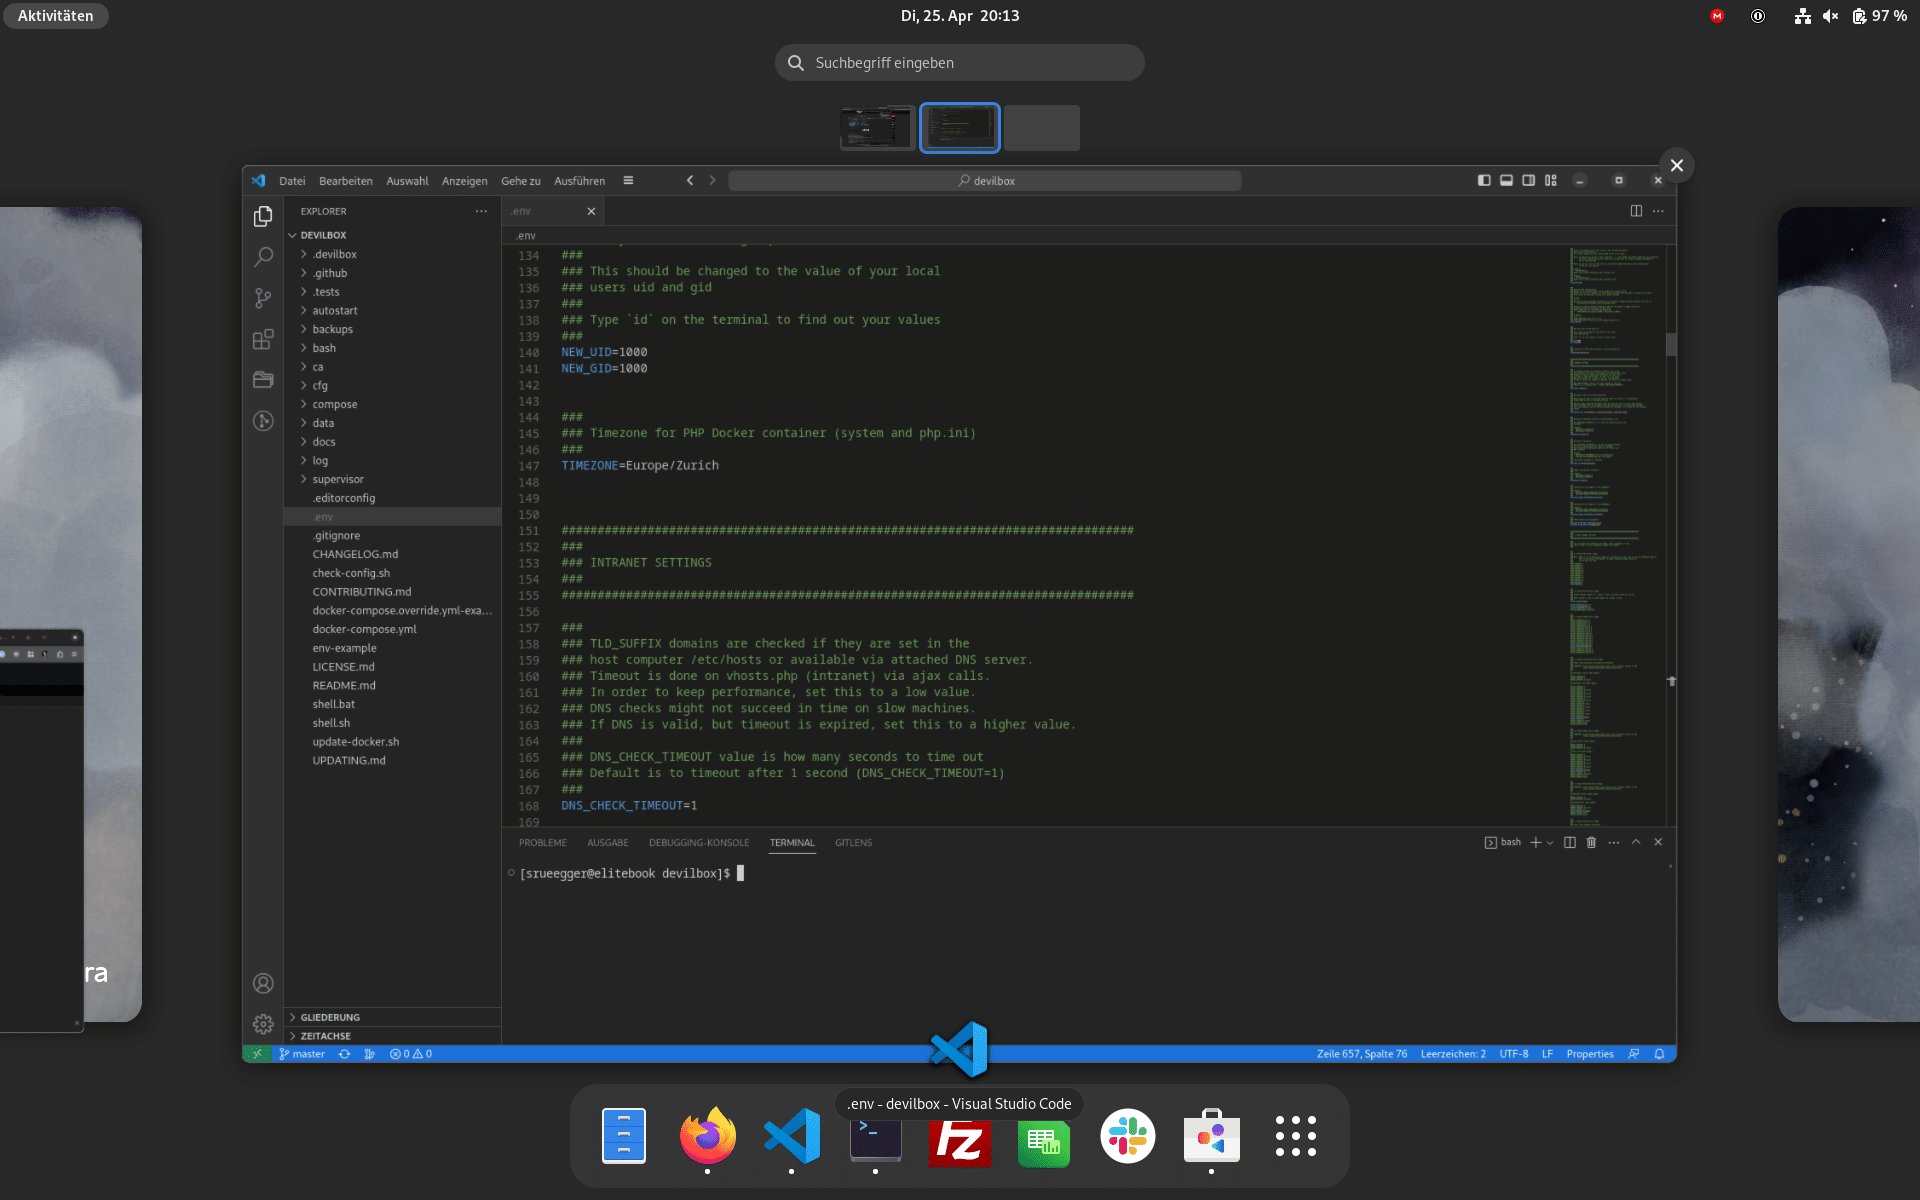 Aktivitäten
Di, 25. Apr 20:13
97 %
Suchbegriff eingeben
Datei Bearbeiten Auswahl Anzeigen Gehe zu Ausführen
devilbox
EXPLORER
DEVILBOX
.devilbox
.github
.tests
autostart
backups
bash
ca
cfg
compose
data
docs
log
supervisor
.editorconfig
.env
.gitignore
CHANGELOG.md
check-config.sh
CONTRIBUTING.md
docker-compose.override.yml-exa...
docker-compose.yml
env-example
LICENSE.md
README.md
shell.bat
shell.sh
update-docker.sh
UPDATING.md
GLIEDERUNG
ZEITACHSE
.env
.env
134 ###
135 ### This should be changed to the value of your local
136 ### users uid and gid
137 ###
138 ### Type `id` on the terminal to find out your values
139 ###
140 NEW_UID=1000
141 NEW_GID=1000
142
143
144 ###
145 ### Timezone for PHP Docker container (system and php.ini)
146 ###
147 TIMEZONE=Europe/Zurich
148
149
150
151 ################################################################################
152 ###
153 ### INTRANET SETTINGS
154 ###
155 ################################################################################
156
157 ###
158 ### TLD_SUFFIX domains are checked if they are set in the
159 ### host computer /etc/hosts or available via attached DNS server.
160 ### Timeout is done on vhosts.php (intranet) via ajax calls.
161 ### In order to keep performance, set this to a low value.
162 ### DNS checks might not succeed in time on slow machines.
163 ### If DNS is valid, but timeout is expired, set this to a higher value.
164 ###
165 ### DNS_CHECK_TIMEOUT value is how many seconds to time out
166 ### Default is to timeout after 1 second (DNS_CHECK_TIMEOUT=1)
167 ###
168 DNS_CHECK_TIMEOUT=1
169
PROBLEME AUSGABE DEBUGGING-KONSOLE TERMINAL GITLENS
bash
[srueegger@elitebook devilbox]$
ra
master 0 0
Zeile 657, Spalte 76 Leerzeichen: 2 UTF-8 LF Properties
.env - devilbox - Visual Studio Code
Fz